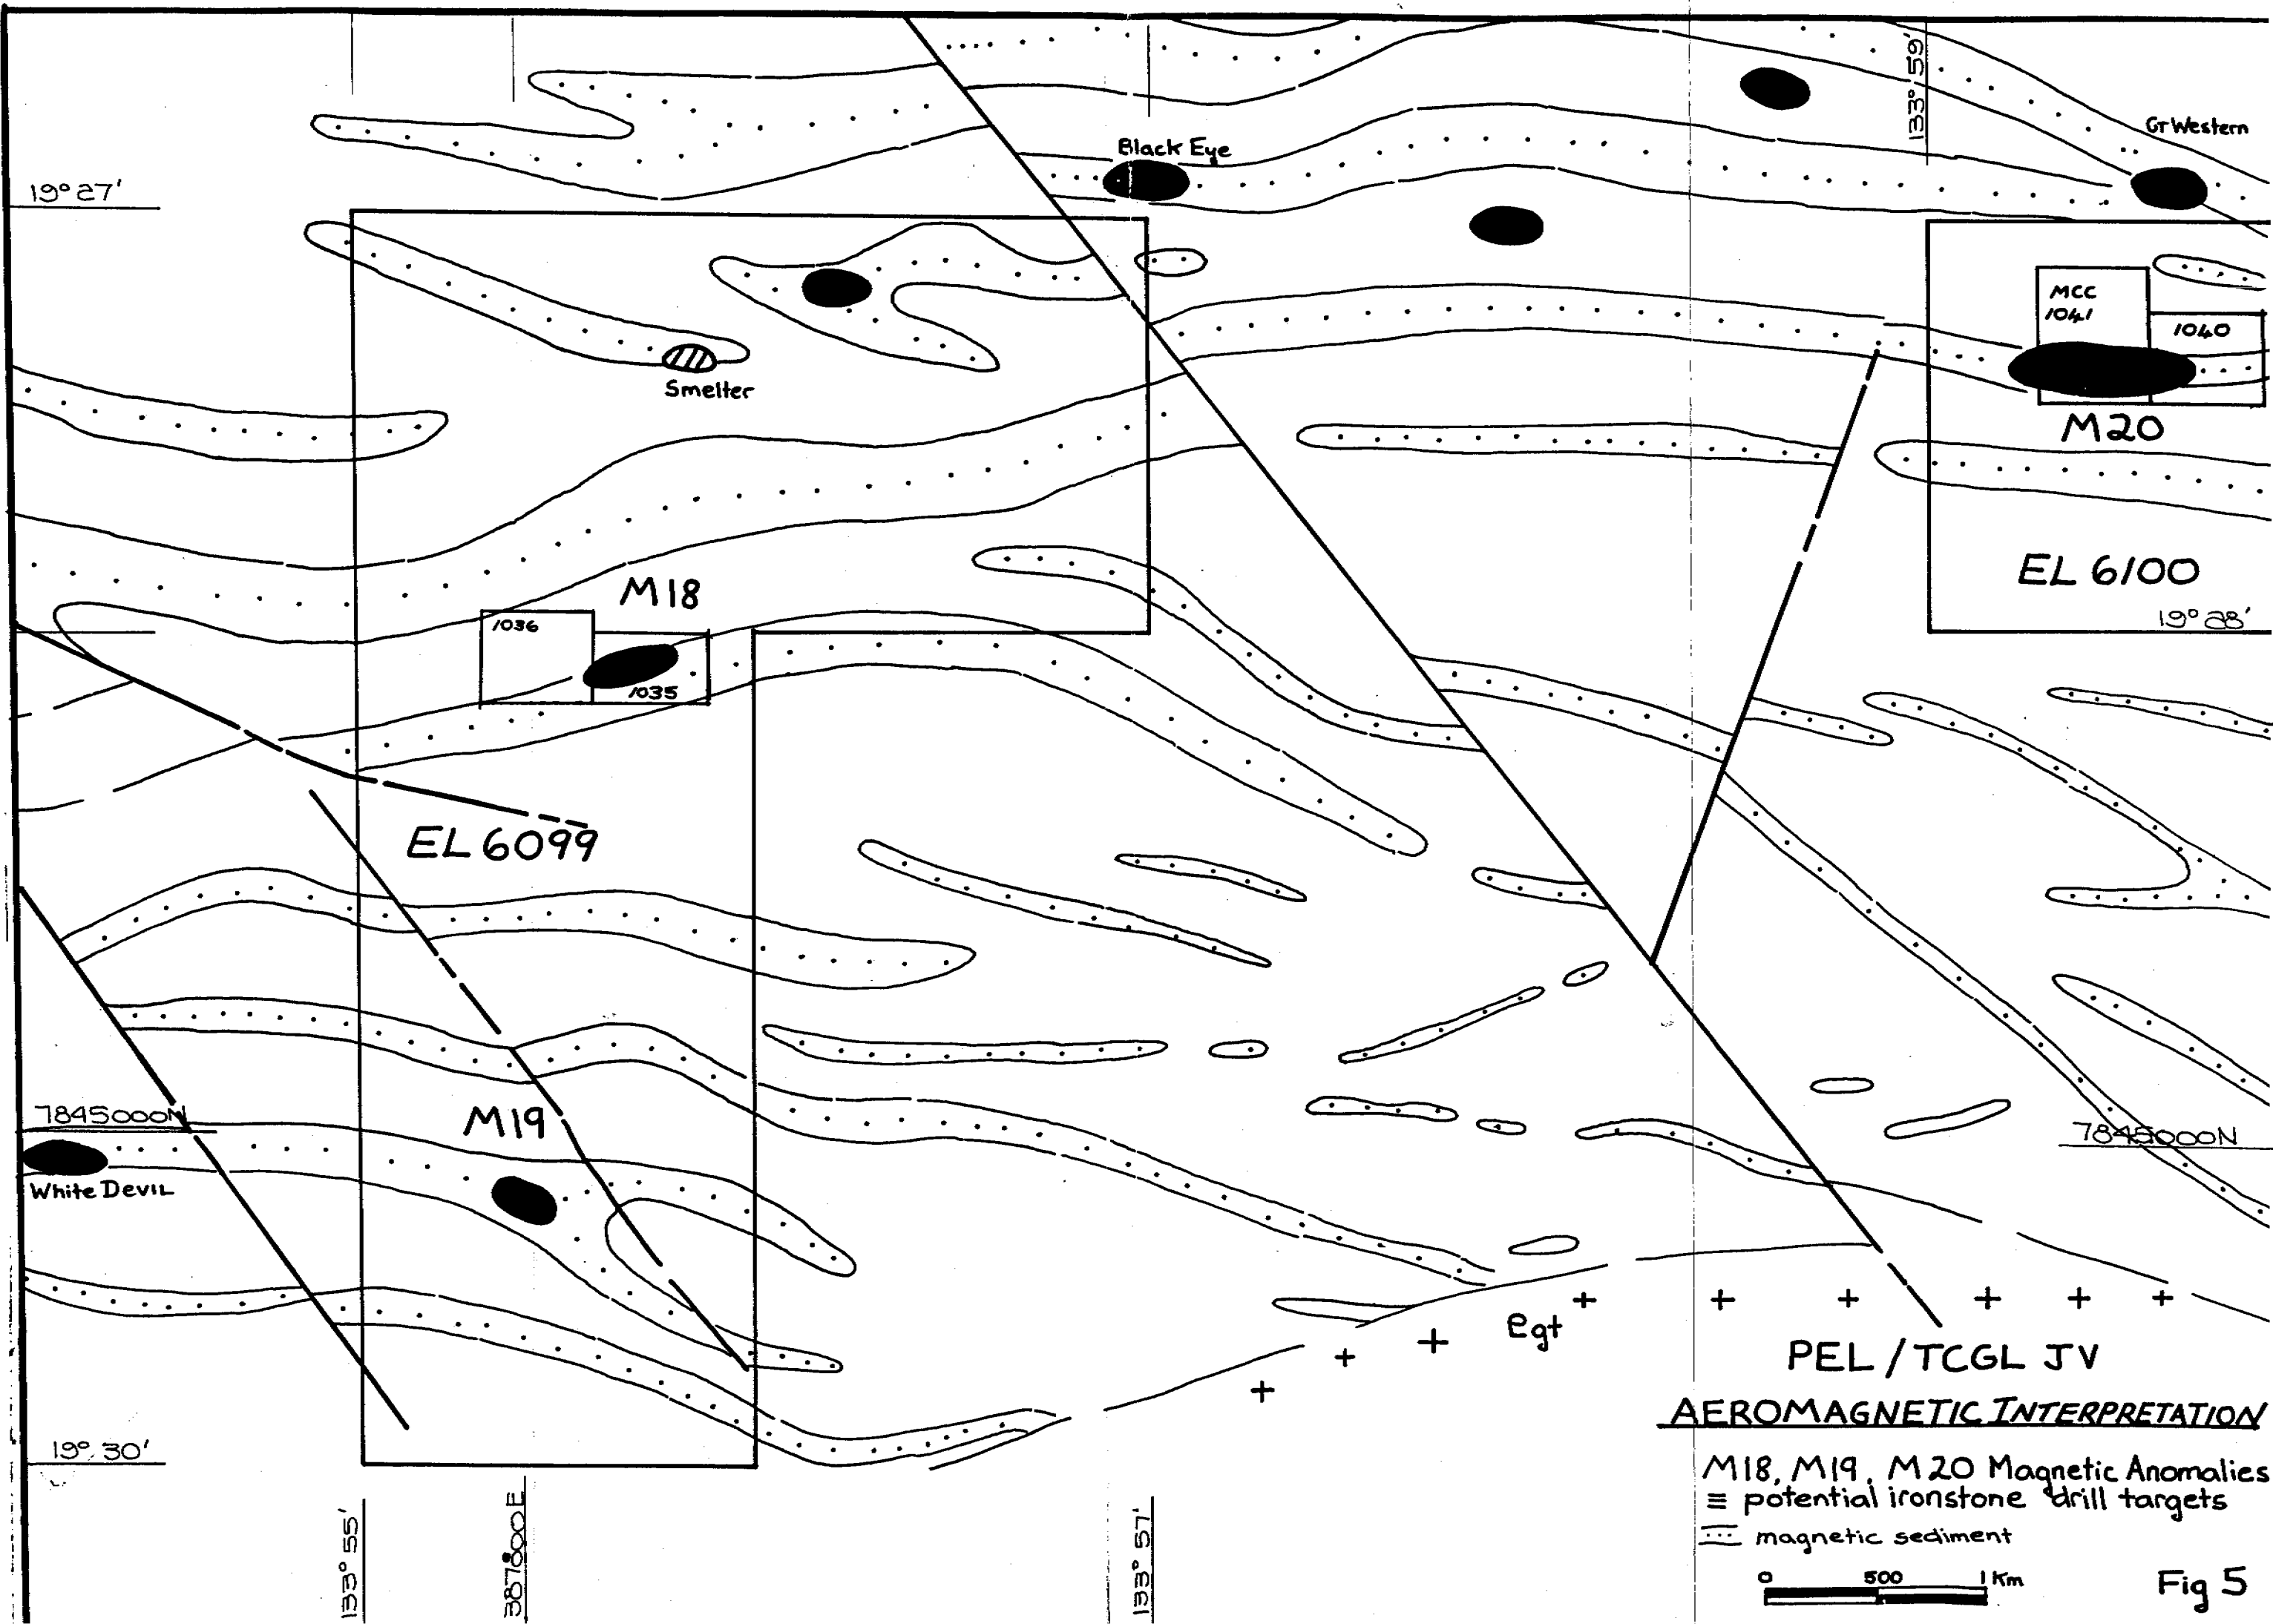 133° 59'
Gt Western
Black Eye
19° 27'
MCC
1041
1040
Smelter
M20
EL 6100
19° 28'
M18
1036
1035
EL 6099
7845000N
M19
7845000N
White Devil
Egt
PEL / TCGL JV
AEROMAGNETIC INTERPRETATION
19° 30'
M18, M19, M20 Magnetic Anomalies
≡ potential ironstone drill targets
magnetic sediment
133° 55'
387000E
133° 57'
0 500 1 Km
Fig 5